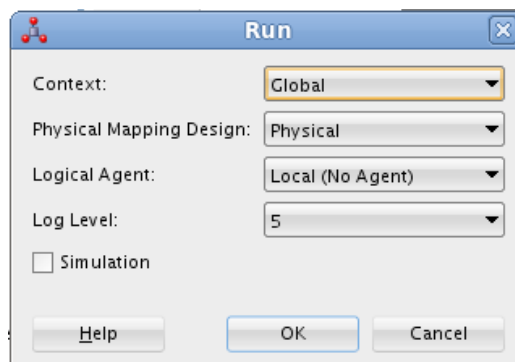 Run
Context: Global
Physical Mapping Design: Physical
Logical Agent: Local (No Agent)
Log Level: 5
Simulation
Help OK Cancel